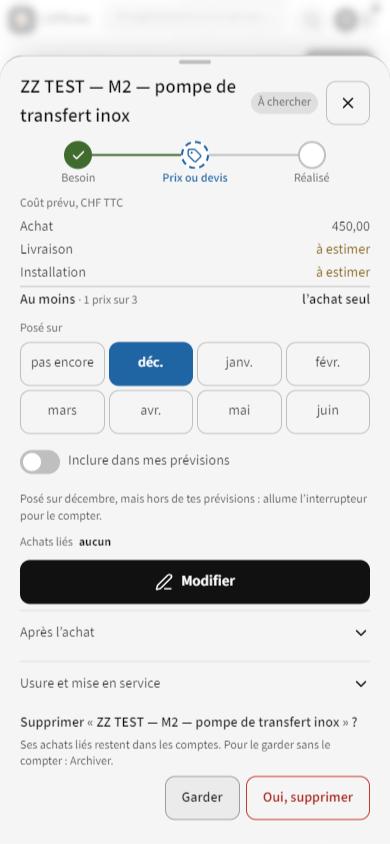 ZZ TEST — M2 — pompe de
transfert inox
À chercher
Besoin
Prix ou devis
Réalisé
Coût prévu, CHF TTC
Achat 450,00
Livraison à estimer
Installation à estimer
Au moins · 1 prix sur 3 l'achat seul
Posé sur
pas encore déc. janv. févr.
mars avr. mai juin
Inclure dans mes prévisions
Posé sur décembre, mais hors de tes prévisions : allume l'interrupteur
pour le compter.
Achats liés aucun
Modifier
Après l'achat
Usure et mise en service
Supprimer « ZZ TEST — M2 — pompe de transfert inox » ?
Ses achats liés restent dans les comptes. Pour le garder sans le
compter : Archiver.
Garder Oui, supprimer